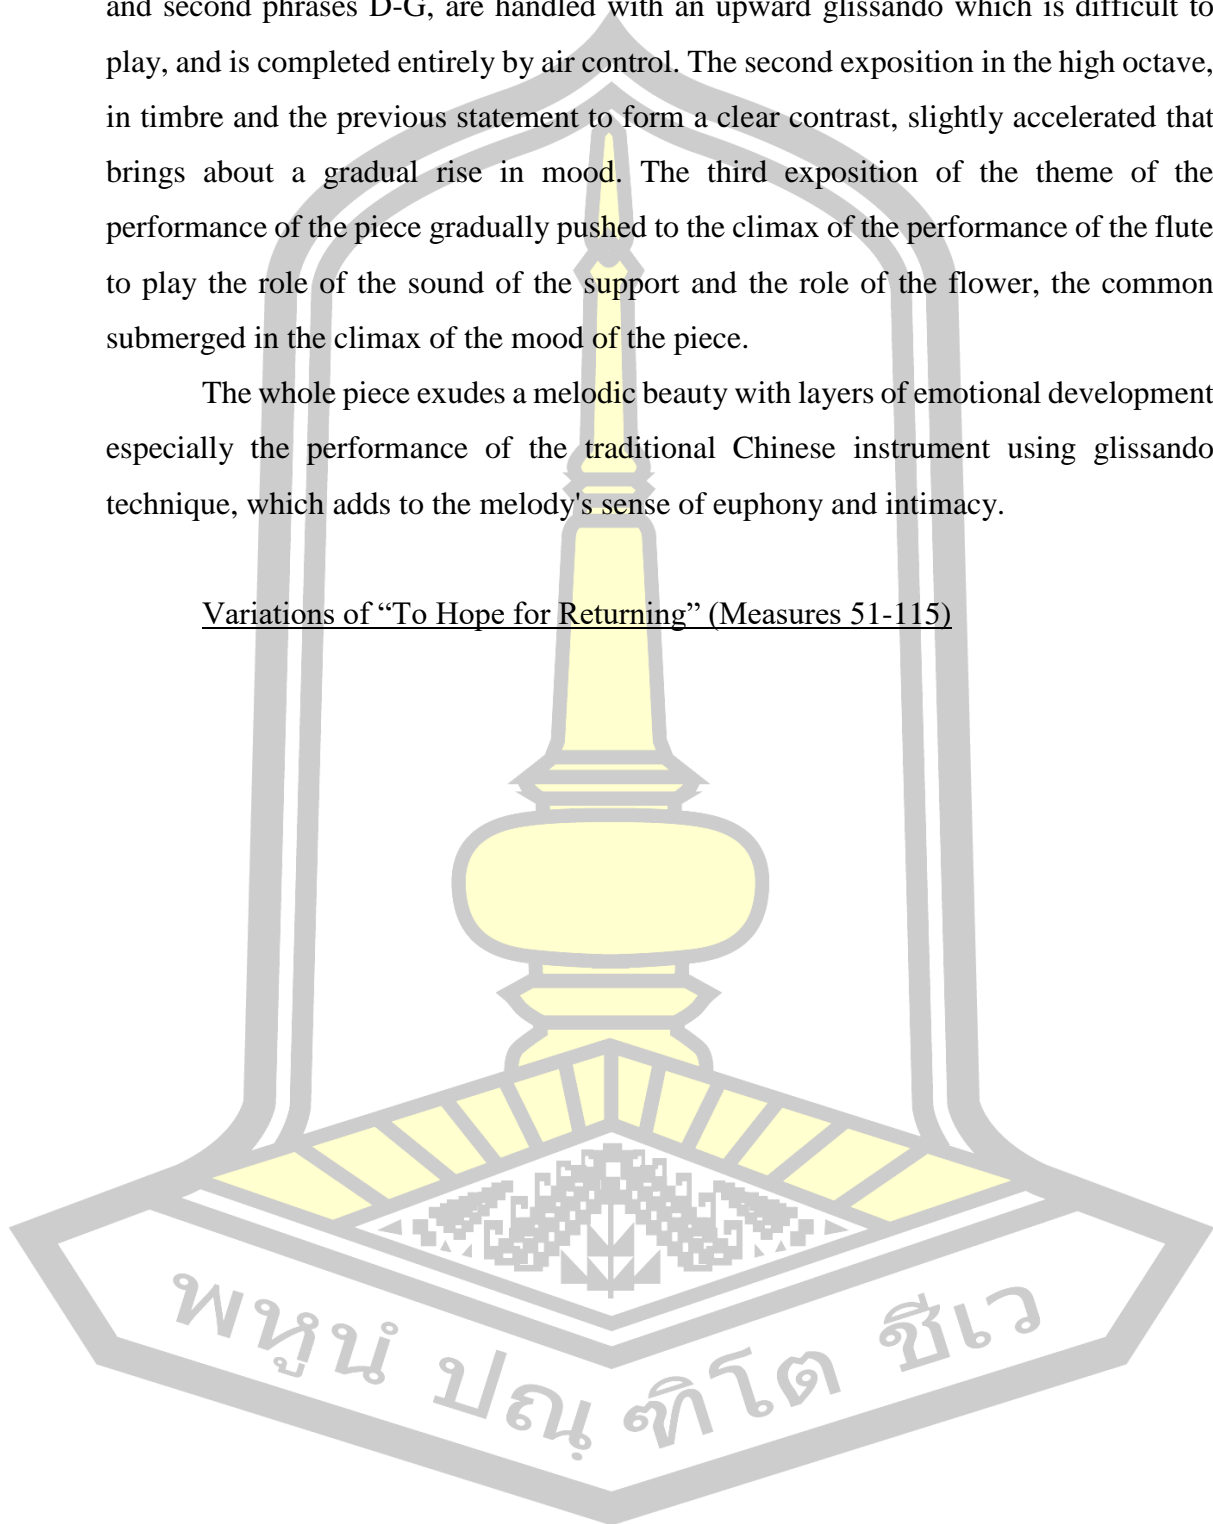 and second phrases D-G, are handled with an upward glissando which is difficult to
play, and is completed entirely by air control. The second exposition in the high octave,
in timbre and the previous statement to form a clear contrast, slightly accelerated that
brings about a gradual rise in mood. The third exposition of the theme of the
performance of the piece gradually pushed to the climax of the performance of the flute
to play the role of the sound of the support and the role of the flower, the common
submerged in the climax of the mood of the piece.
The whole piece exudes a melodic beauty with layers of emotional development
especially the performance of the traditional Chinese instrument using glissando
technique, which adds to the melody's sense of euphony and intimacy.
Variations of “To Hope for Returning” (Measures 51-115)
พหูนํ ปณฺ ฑิโต ชีเว